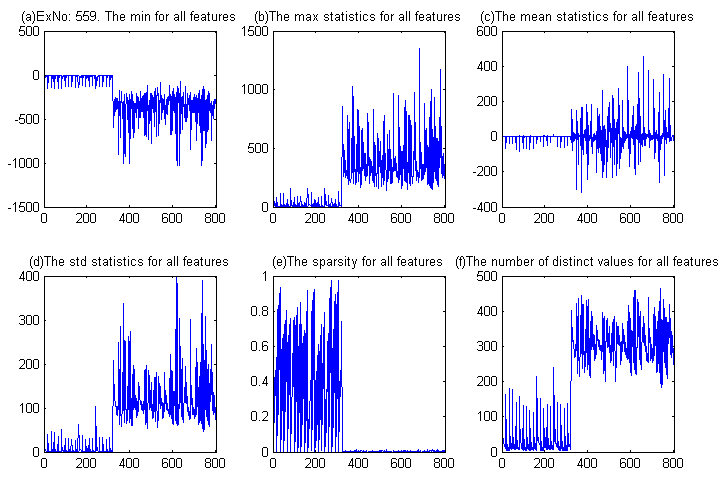 (a)ExNo: 559. The min for all features
(b)The max statistics for all features
(c)The mean statistics for all features
500
0
-500
-1000
-1500
0 200 400 600 800
1500
1000
500
0
0 200 400 600 800
600
400
200
0
-200
-400
0 200 400 600 800
(d)The std statistics for all features
(e)The sparsity for all features
(f)The number of distinct values for all features
400
300
200
100
0
0 200 400 600 800
1
0.8
0.6
0.4
0.2
0
0 200 400 600 800
500
400
300
200
100
0
0 200 400 600 800